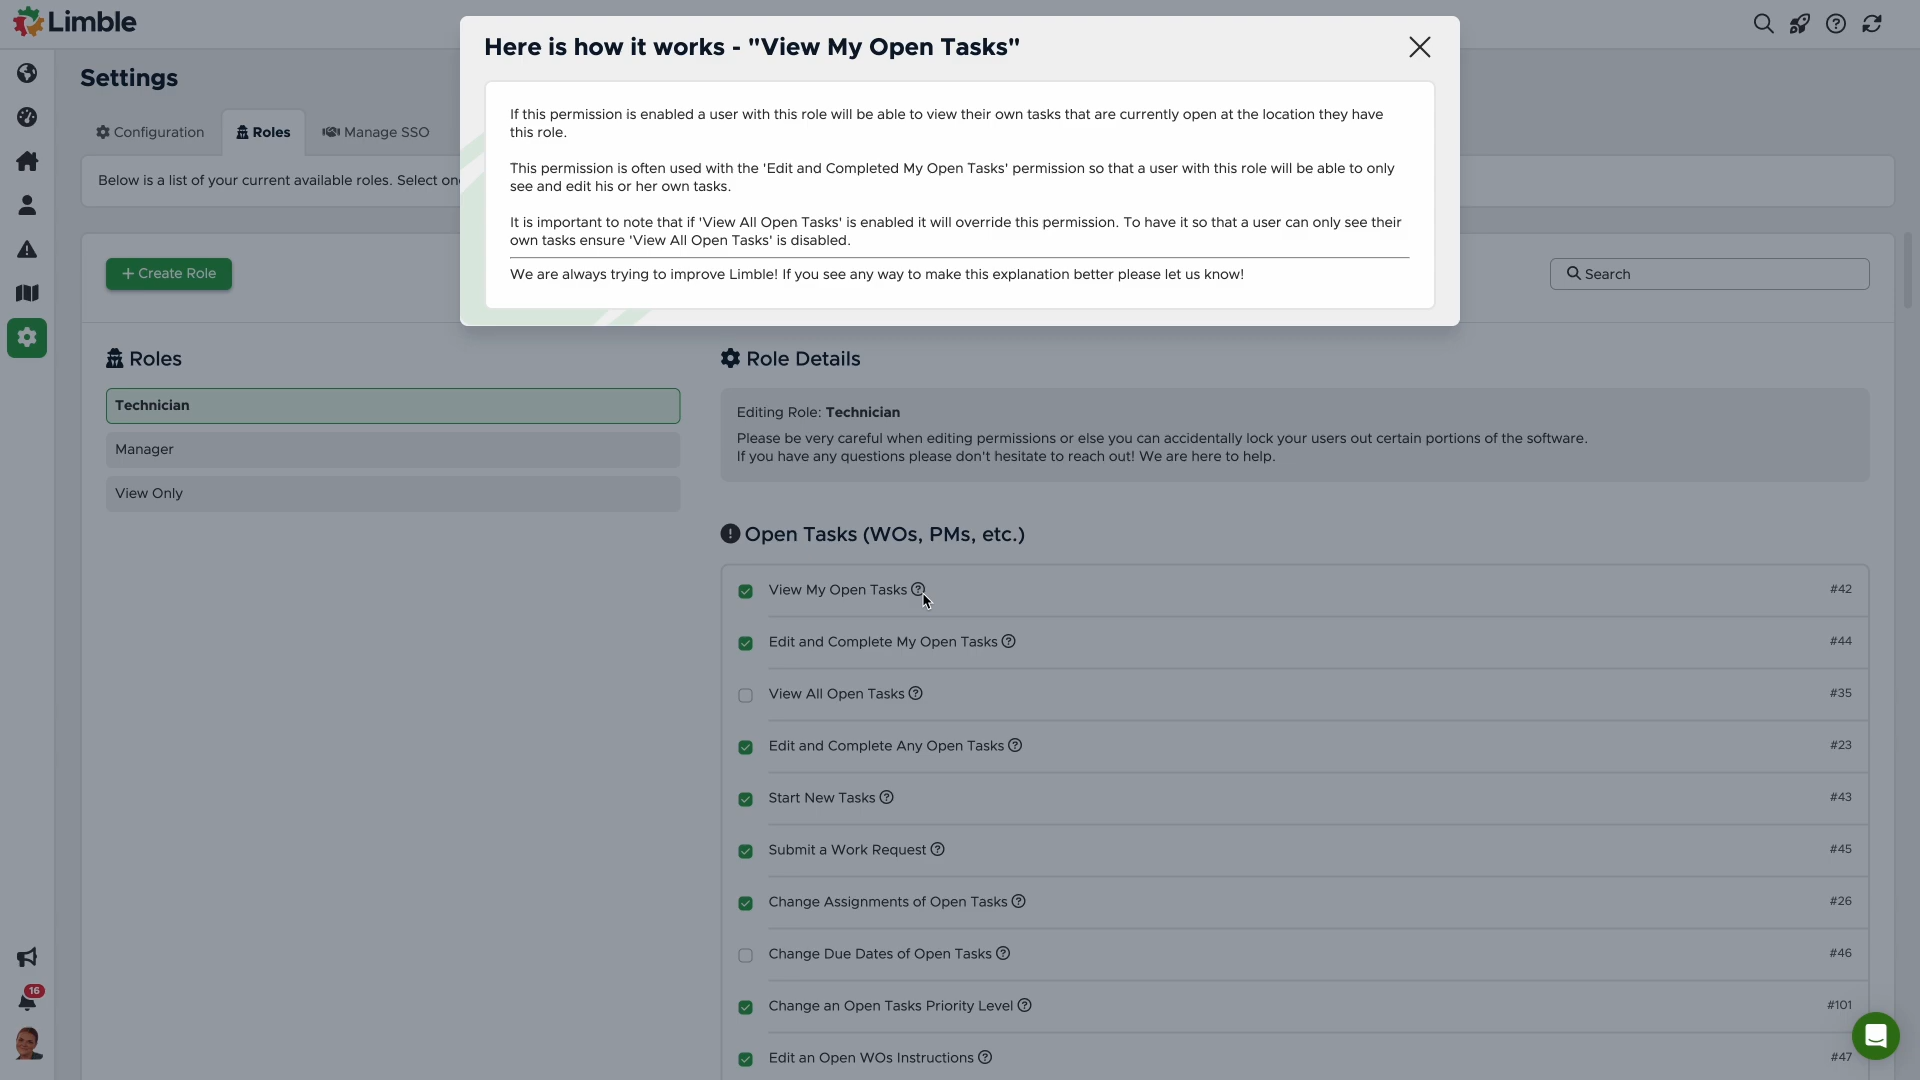 Limble
Here is how it works - "View My Open Tasks"
If this permission is enabled a user with this role will be able to view their own tasks that are currently open at the location they have
this role.
This permission is often used with the 'Edit and Completed My Open Tasks' permission so that a user with this role will be able to only
see and edit his or her own tasks.
It is important to note that if 'View All Open Tasks' is enabled it will override this permission. To have it so that a user can only see their
own tasks ensure 'View All Open Tasks' is disabled.
We are always trying to improve Limble! If you see any way to make this explanation better please let us know!
Settings
Configuration
Roles
Manage SSO
Below is a list of your current available roles. Select on
+ Create Role
Search
Roles
Technician
Manager
View Only
Role Details
Editing Role: Technician
Please be very careful when editing permissions or else you can accidentally lock your users out certain portions of the software.
If you have any questions please don't hesitate to reach out! We are here to help.
Open Tasks (WOs, PMs, etc.)
View My Open Tasks #42
Edit and Complete My Open Tasks #44
View All Open Tasks #35
Edit and Complete Any Open Tasks #23
Start New Tasks #43
Submit a Work Request #45
Change Assignments of Open Tasks #26
Change Due Dates of Open Tasks #46
Change an Open Tasks Priority Level #101
Edit an Open WOs Instructions #47
16